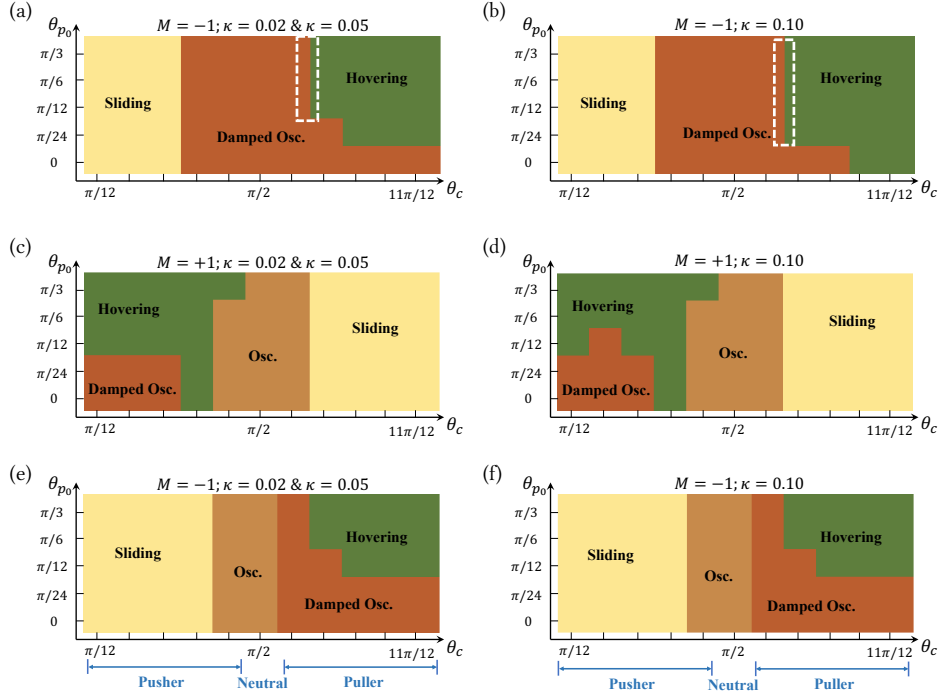 (a)
θp0
M = −1; κ = 0.02 & κ = 0.05
π/3
π/6
π/12
π/24
0
Sliding
Damped Osc.
Hovering
π/12
π/2
11π/12
θc
(b)
θp0
M = −1; κ = 0.10
π/3
π/6
π/12
π/24
0
Sliding
Damped Osc.
Hovering
π/12
π/2
11π/12
θc
(c)
θp0
M = +1; κ = 0.02 & κ = 0.05
π/3
π/6
π/12
π/24
0
Hovering
Damped Osc.
Osc.
Sliding
π/12
π/2
11π/12
θc
(d)
θp0
M = +1; κ = 0.10
π/3
π/6
π/12
π/24
0
Hovering
Damped Osc.
Osc.
Sliding
π/12
π/2
11π/12
θc
(e)
θp0
M = −1; κ = 0.02 & κ = 0.05
π/3
π/6
π/12
π/24
0
Sliding
Osc.
Hovering
Damped Osc.
π/12
π/2
11π/12
θc
Pusher
Neutral
Puller
(f)
θp0
M = −1; κ = 0.10
π/3
π/6
π/12
π/24
0
Sliding
Osc.
Hovering
Damped Osc.
π/12
π/2
11π/12
θc
Pusher
Neutral
Puller